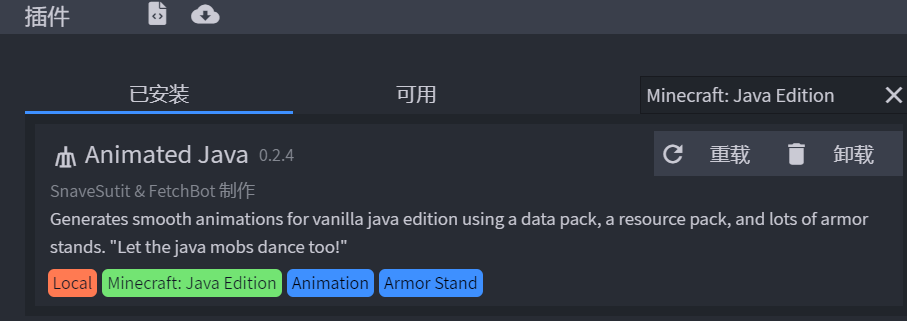 插件
已安装
可用
Minecraft: Java Edition
Animated Java 0.2.4
重载
卸载
SnaveSutit & FetchBot 制作
Generates smooth animations for vanilla java edition using a data pack, a resource pack, and lots of armor
stands. "Let the java mobs dance too!"
Local
Minecraft: Java Edition
Animation
Armor Stand